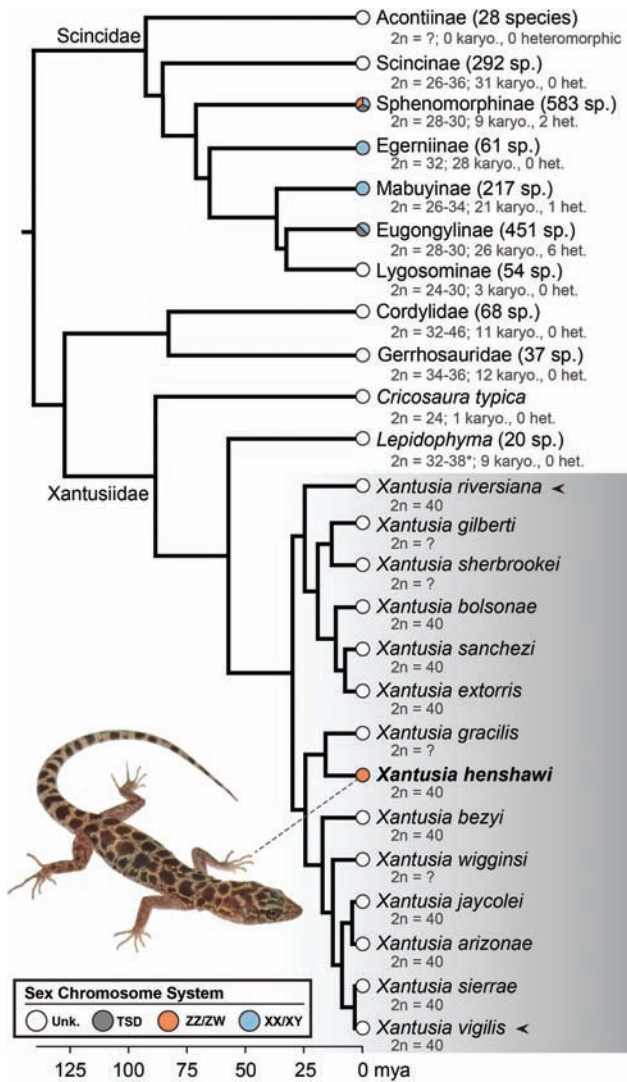 Scincidae
Acontiinae (28 species)
2n = ?; 0 karyo., 0 heteromorphic
Scincinae (292 sp.)
2n = 26-36; 31 karyo., 0 het.
Sphenomorphinae (583 sp.)
2n = 28-30; 9 karyo., 2 het.
Egerniinae (61 sp.)
2n = 32; 28 karyo., 0 het.
Mabuyinae (217 sp.)
2n = 26-34; 21 karyo., 1 het.
Eugongylinae (451 sp.)
2n = 28-30; 26 karyo., 6 het.
Lygosominae (54 sp.)
2n = 24-30; 3 karyo., 0 het.
Cordylidae (68 sp.)
2n = 32-46; 11 karyo., 0 het.
Gerrhosauridae (37 sp.)
2n = 34-36; 12 karyo., 0 het.
Cricosaura typica
2n = 24; 1 karyo., 0 het.
Lepidophyma (20 sp.)
2n = 32-38*; 9 karyo., 0 het.
Xantusiidae
Xantusia riversiana
2n = 40
Xantusia gilberti
2n = ?
Xantusia sherbrookei
2n = ?
Xantusia bolsonae
2n = 40
Xantusia sanchezi
2n = 40
Xantusia extorris
2n = 40
Xantusia gracilis
2n = ?
Xantusia henshawi
2n = 40
Xantusia bezyi
2n = 40
Xantusia wigginsi
2n = ?
Xantusia jaycolei
2n = 40
Xantusia arizonae
2n = 40
Xantusia sierrae
2n = 40
Xantusia vigilis
2n = 40
Sex Chromosome System
Unk. TSD ZZ/ZW XX/XY
125 100 75 50 25 0 mya